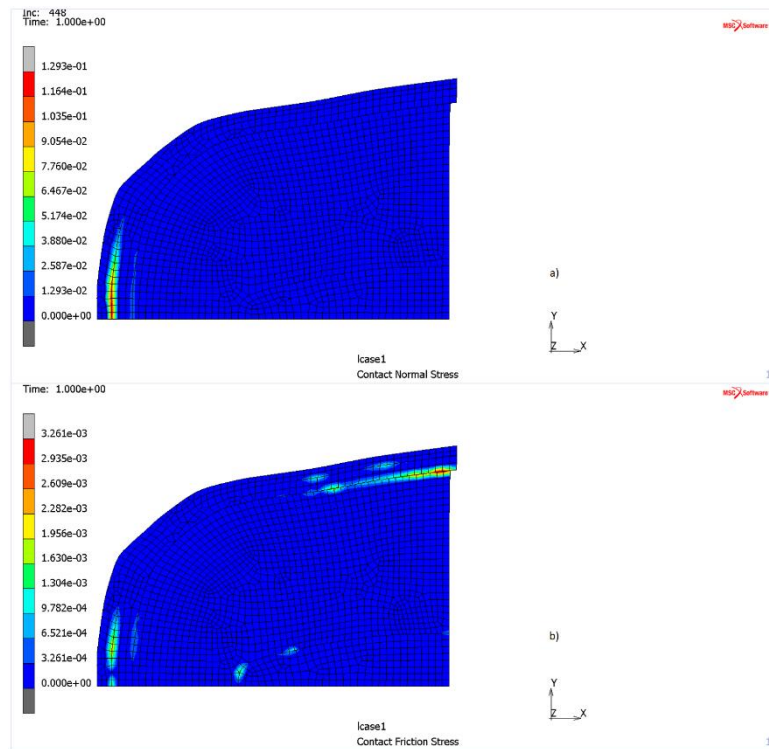 Inc: 448
Time: 1.000e+00
MSC Software
1.293e-01
1.164e-01
1.035e-01
9.054e-02
7.760e-02
6.467e-02
5.174e-02
3.880e-02
2.587e-02
1.293e-02
0.000e+00
a)
Y
Z X
lcase1
Contact Normal Stress
1
Time: 1.000e+00
MSC Software
3.261e-03
2.935e-03
2.609e-03
2.282e-03
1.956e-03
1.630e-03
1.304e-03
9.782e-04
6.521e-04
3.261e-04
0.000e+00
b)
Y
Z X
lcase1
Contact Friction Stress
1